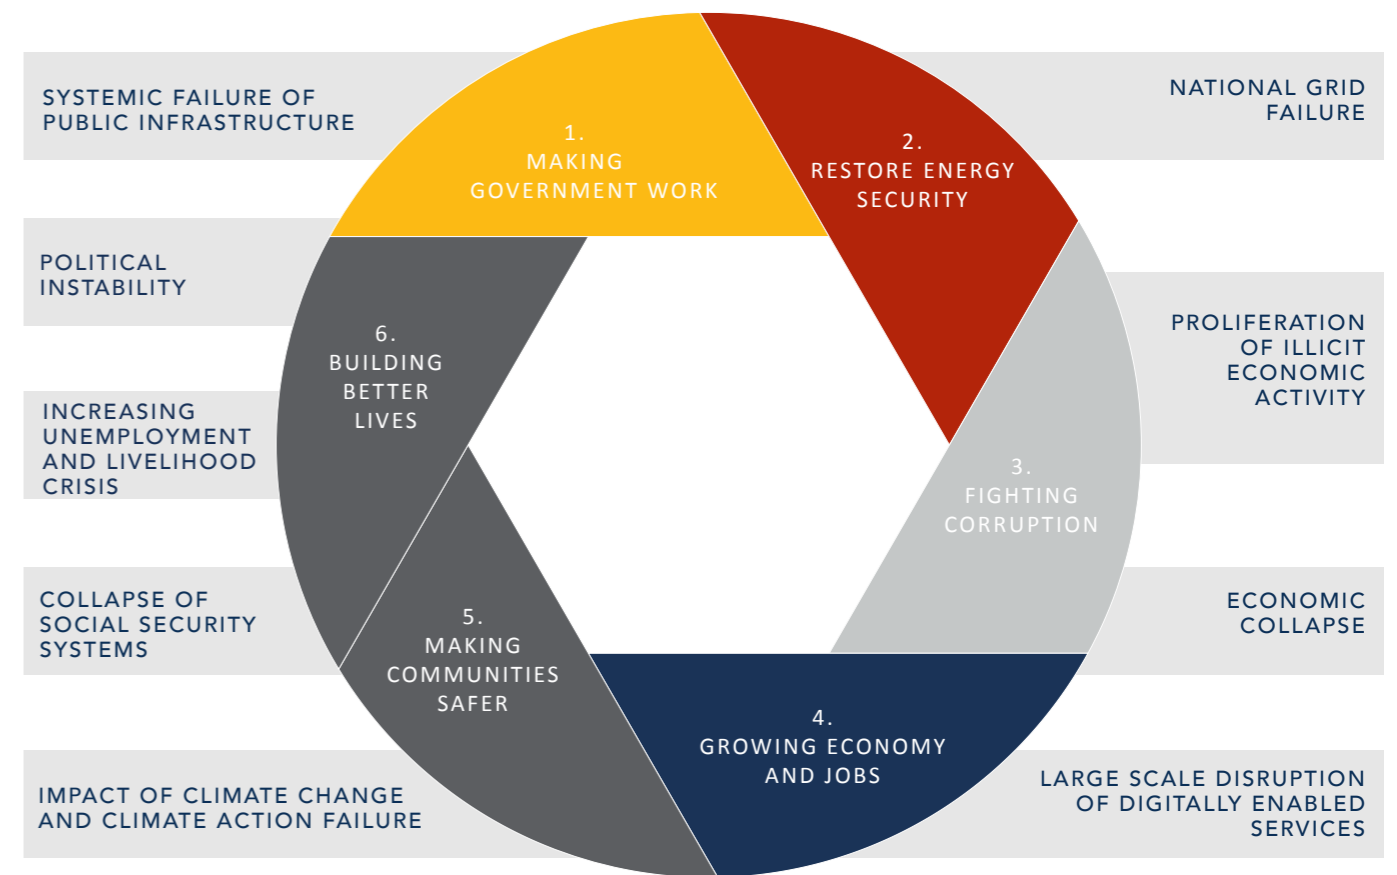 SYSTEMIC FAILURE OF
PUBLIC INFRASTRUCTURE
POLITICAL
INSTABILITY
INCREASING
UNEMPLOYMENT
AND LIVELIHOOD
CRISIS
COLLAPSE OF
SOCIAL SECURITY
SYSTEMS
IMPACT OF CLIMATE CHANGE
AND CLIMATE ACTION FAILURE
1.
MAKING
GOVERNMENT WORK
2.
RESTORE ENERGY
SECURITY
3.
FIGHTING
CORRUPTION
4.
GROWING ECONOMY
AND JOBS
5.
MAKING
COMMUNITIES
SAFER
6.
BUILDING
BETTER
LIVES
NATIONAL GRID
FAILURE
PROLIFERATION
OF ILLICIT
ECONOMIC
ACTIVITY
ECONOMIC
COLLAPSE
LARGE SCALE DISRUPTION
OF DIGITALLY ENABLED
SERVICES